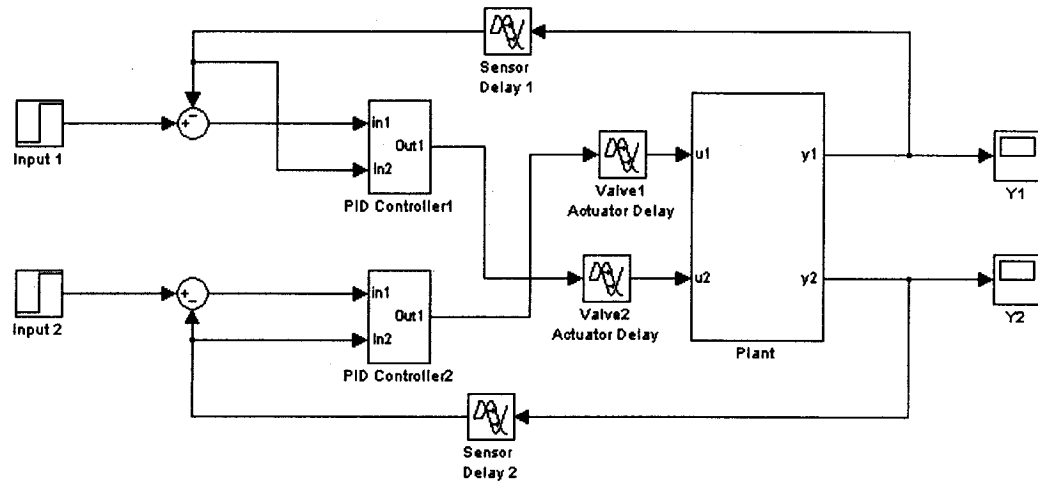 Sensor
Delay 1
Input 1
in1
Out1
In2
PID Controller1
Valve1
Actuator Delay
u1
y1
Y1
u2
y2
Plant
Y2
Input 2
in1
Out1
In2
PID Controller2
Valve2
Actuator Delay
Sensor
Delay 2